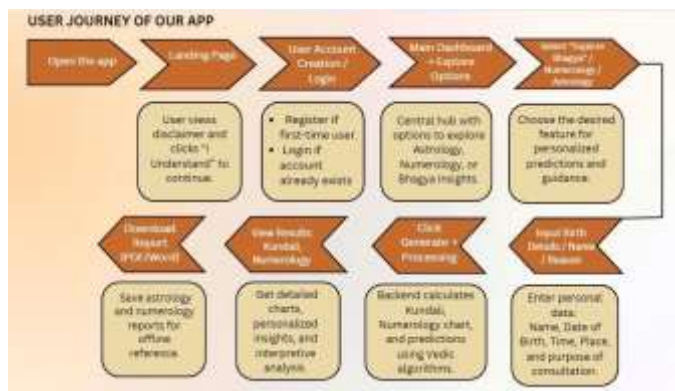 USER JOURNEY OF OUR APP
Open the app
Landing Page
User Account
Creation /
Login
Main Dashboard
→ Explore
Options
Select "Explore
Bhagya" /
Numerology /
Astrology
User views
disclaimer and
clicks "I
Understand" to
continue.
• Register if
first-time user.
• Login if
account
already exists
Central hub with
options to explore
Astrology,
Numerology, or
Bhagya insights.
Choose the desired
feature for
personalized
predictions and
guidance.
Input Birth
Details / Name
/ Reason
Click
Generate →
Processing
View Results:
Kundali,
Numerology
Download
Report
(PDF/Word)
Enter personal
data:
Name, Date of
Birth, Time, Place,
and purpose of
consultation.
Backend calculates
Kundali,
Numerology chart,
and predictions
using Vedic
algorithms.
Get detailed
charts,
personalized
insights, and
interpretive
analysis.
Save astrology
and numerology
reports for
offline
reference.